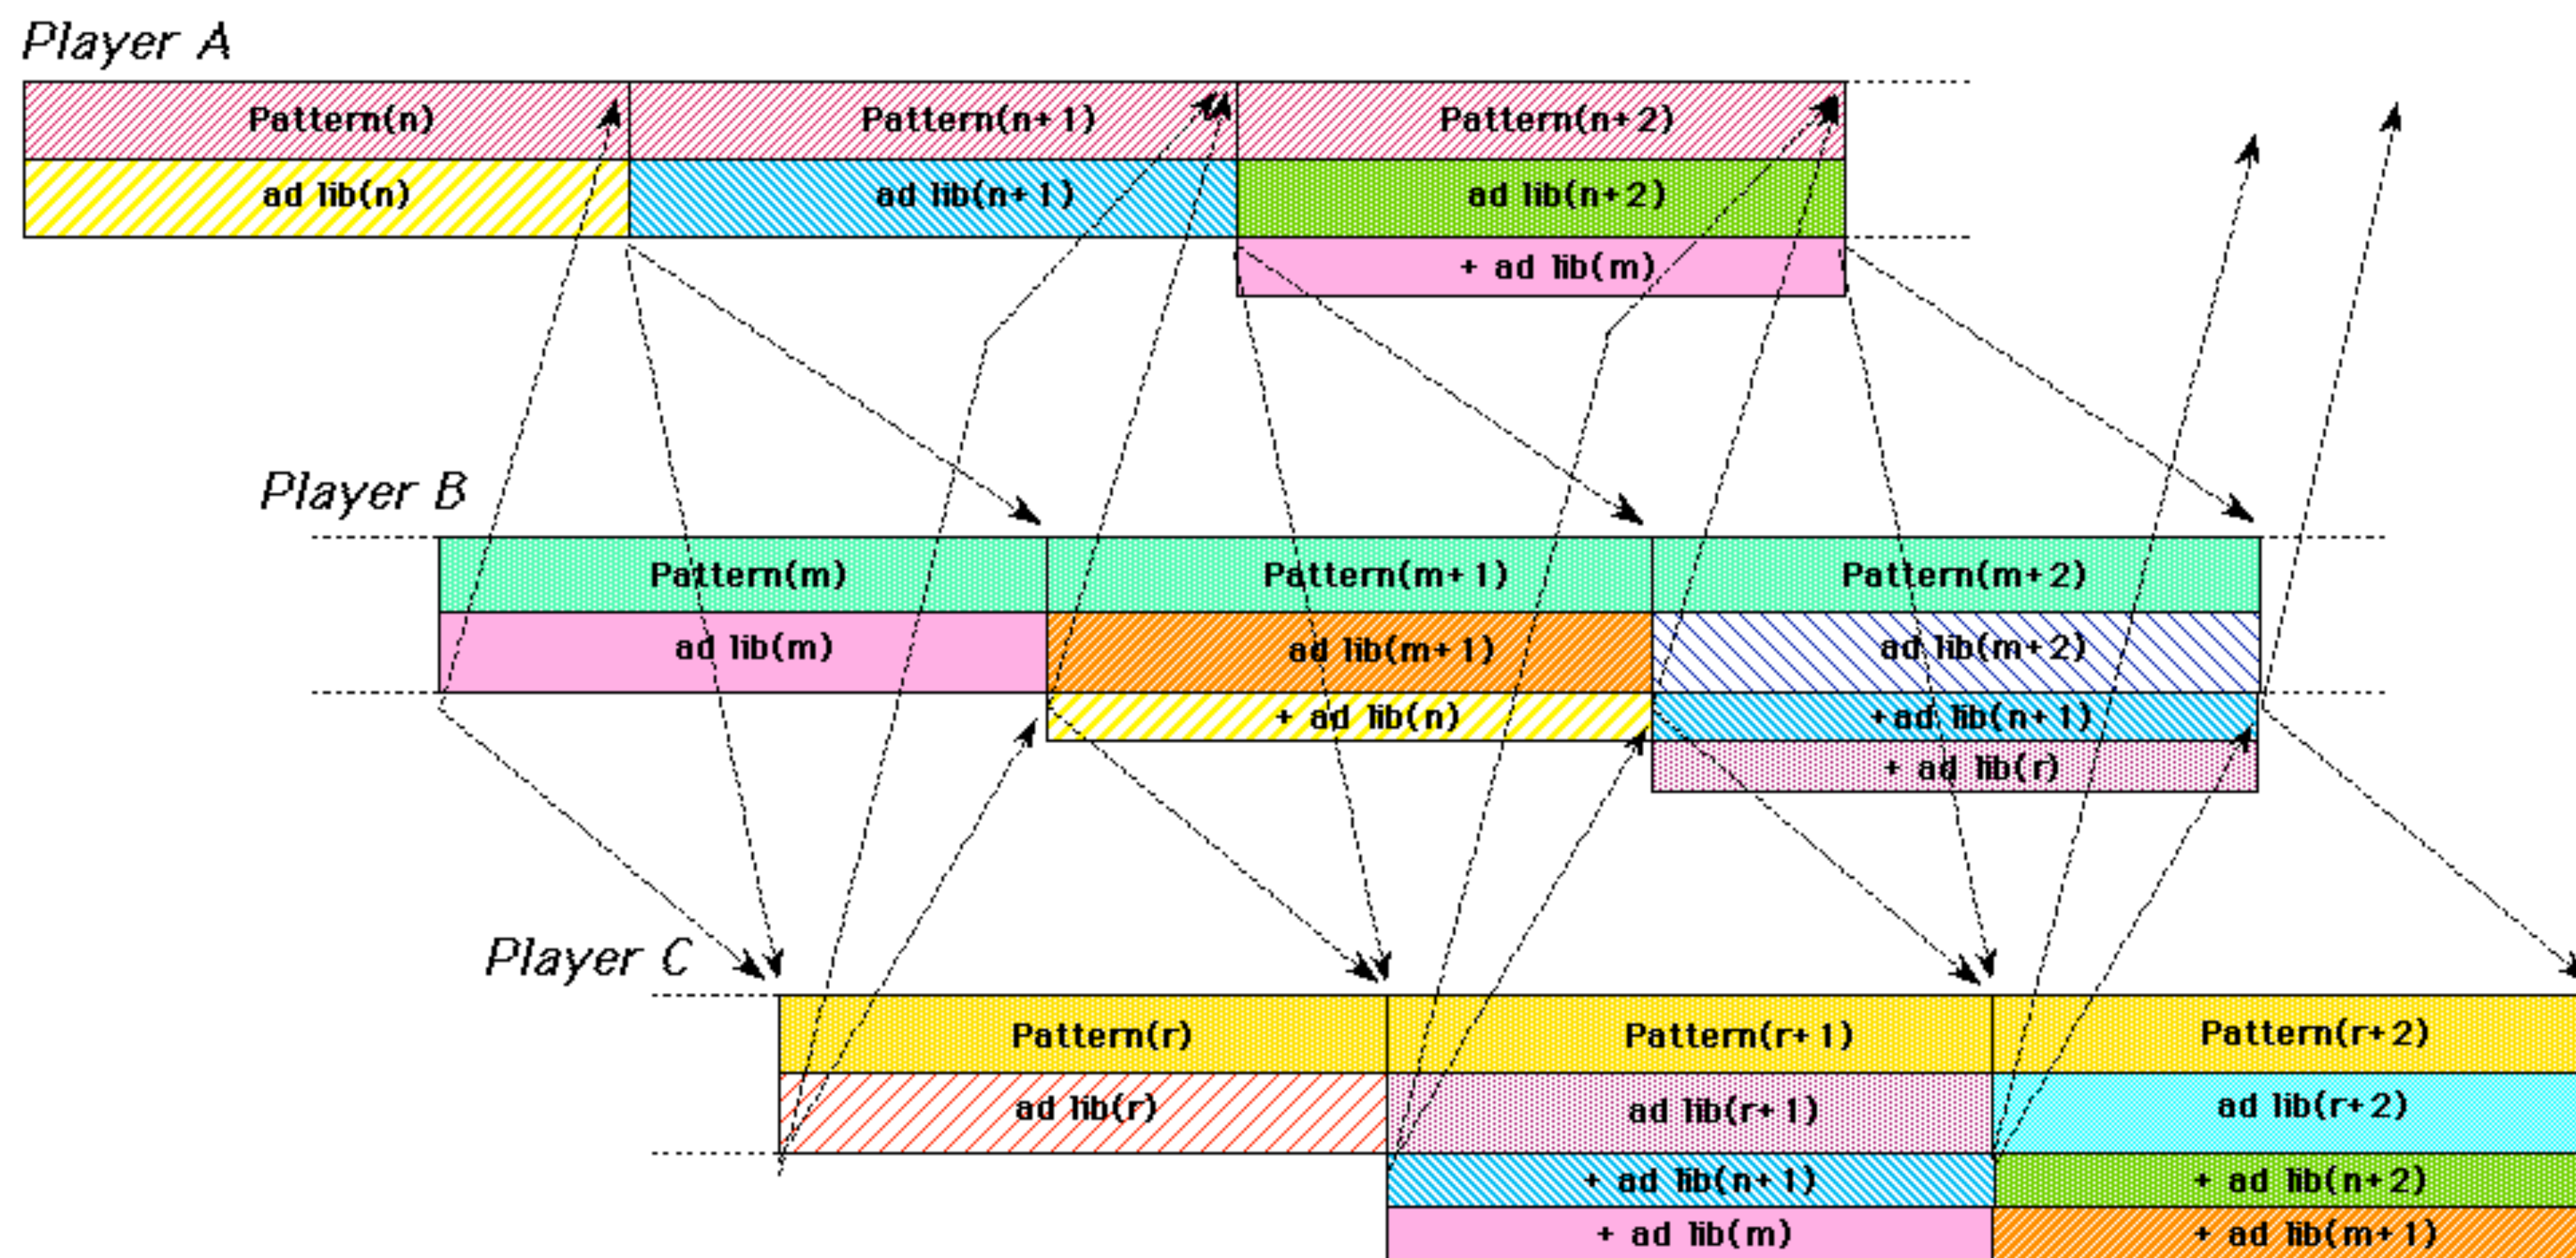 Player A
Pattern(n) Pattern(n+1) Pattern(n+2)
ad lib(n) ad lib(n+1) ad lib(n+2)
+ ad lib(m)
Player B
Pattern(m) Pattern(m+1) Pattern(m+2)
ad lib(m) ad lib(m+1) ad lib(m+2)
+ ad lib(n) +ad lib(n+1)
+ ad lib(r)
Player C
Pattern(r) Pattern(r+1) Pattern(r+2)
ad lib(r) ad lib(r+1) ad lib(r+2)
+ ad lib(n+1) + ad lib(n+2)
+ ad lib(m) + ad lib(m+1)